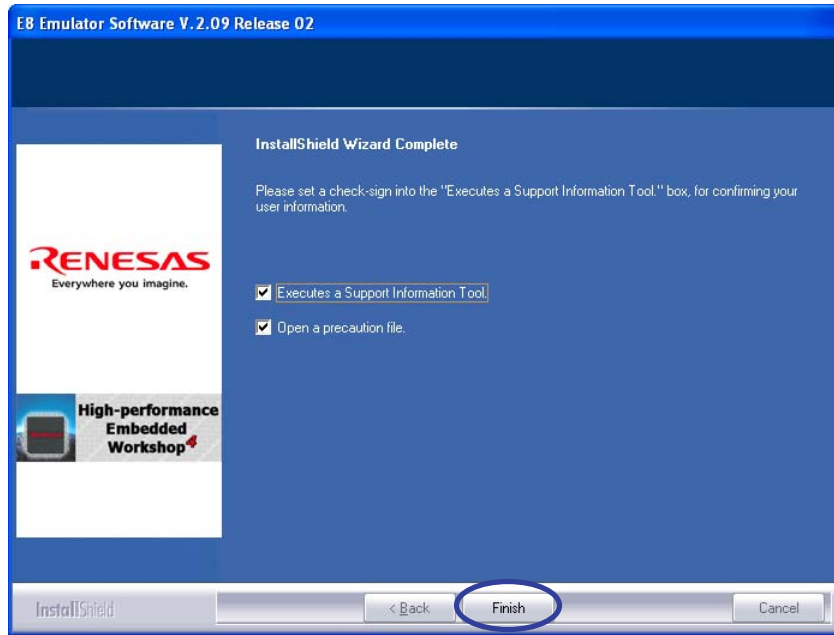 E8 Emulator Software V.2.09 Release 02
InstallShield Wizard Complete
Please set a check-sign into the "Executes a Support Information Tool." box, for confirming your
user information.
RENESAS
Everywhere you imagine.
Executes a Support Information Tool.
Open a precaution file.
High-performance
Embedded
Workshop4
InstallShield
< Back
Finish
Cancel